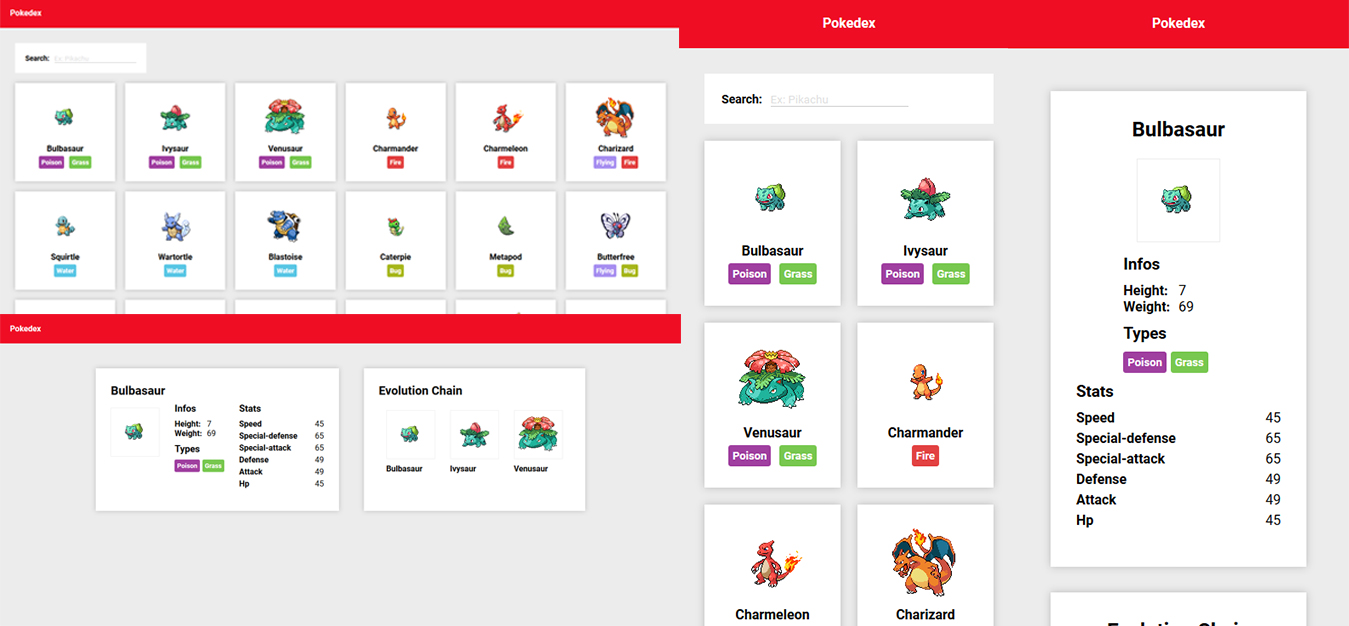 Pokedex
Search: Ex: Pikachu
Bulbasaur
Poison Grass
Ivysaur
Poison Grass
Venusaur
Poison Grass
Charmander
Fire
Charmeleon
Fire
Charizard
Flying Fire
Squirtle
Water
Wartortle
Water
Blastoise
Water
Caterpie
Bug
Metapod
Bug
Butterfree
Flying Bug
Pokedex
Bulbasaur
Infos
Height: 7
Weight: 69
Types
Poison Grass
Stats
Speed 45
Special-defense 65
Special-attack 65
Defense 49
Attack 49
Hp 45
Evolution Chain
Bulbasaur
Ivysaur
Venusaur
Pokedex
Search: Ex: Pikachu
Bulbasaur
Poison Grass
Ivysaur
Poison Grass
Venusaur
Poison Grass
Charmander
Fire
Charmeleon
Charizard
Pokedex
Bulbasaur
Infos
Height: 7
Weight: 69
Types
Poison Grass
Stats
Speed 45
Special-defense 65
Special-attack 65
Defense 49
Attack 49
Hp 45
Evolution Chain